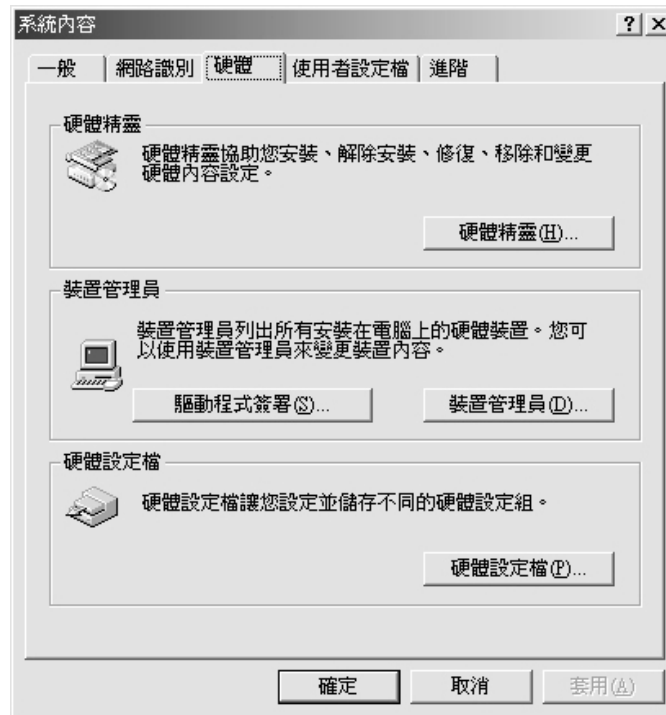 系統內容
一般 網路識別 硬體 使用者設定檔 進階
硬體精靈
硬體精靈協助您安裝、解除安裝、修復、移除和變更
硬體內容設定。
硬體精靈(H)...
裝置管理員
裝置管理員列出所有安裝在電腦上的硬體裝置。您可
以使用裝置管理員來變更裝置內容。
驅動程式簽署(S)... 裝置管理員(D)...
硬體設定檔
硬體設定檔讓您設定並儲存不同的硬體設定組。
硬體設定檔(P)...
確定 取消 套用(A)